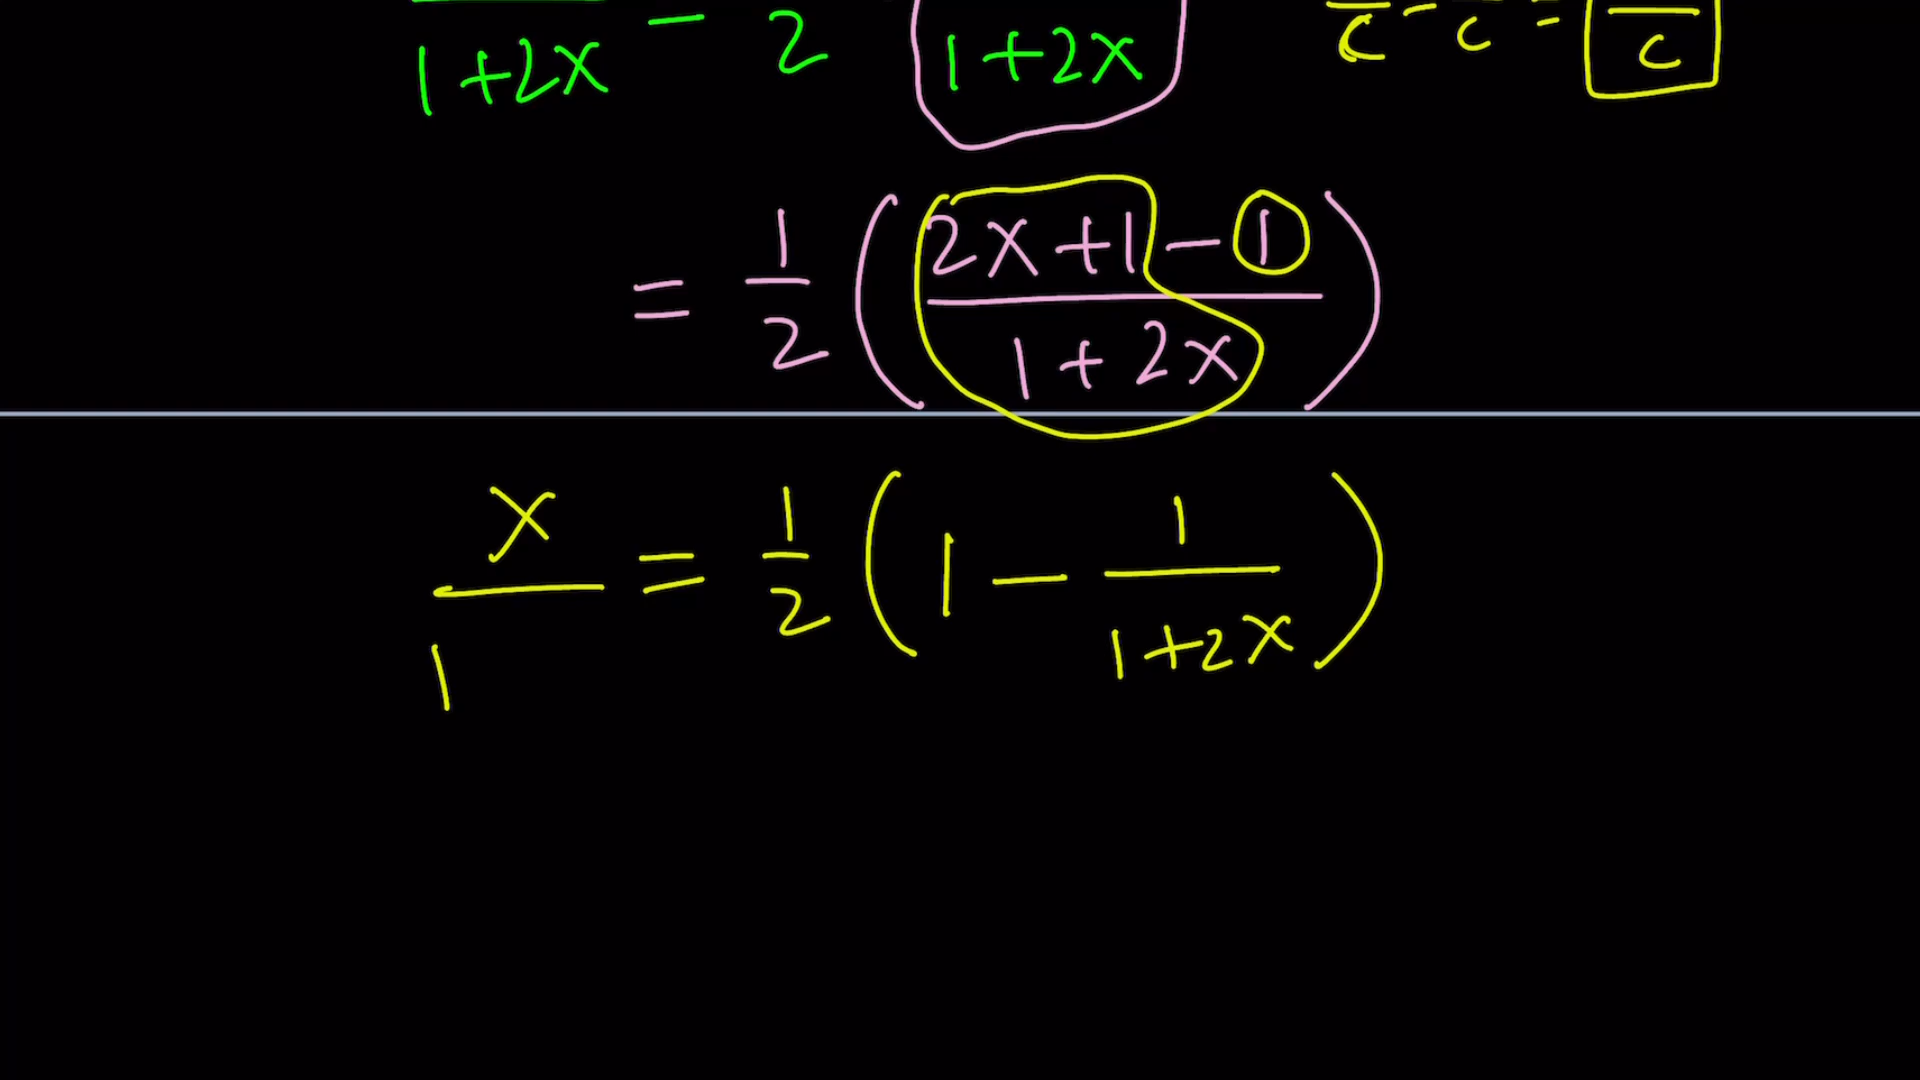 1+2x - 2 1+2x c - c = c
= 1/2 ( (2x+1-1)/(1+2x) )
x/1 = 1/2 ( 1 - 1/(1+2x) )